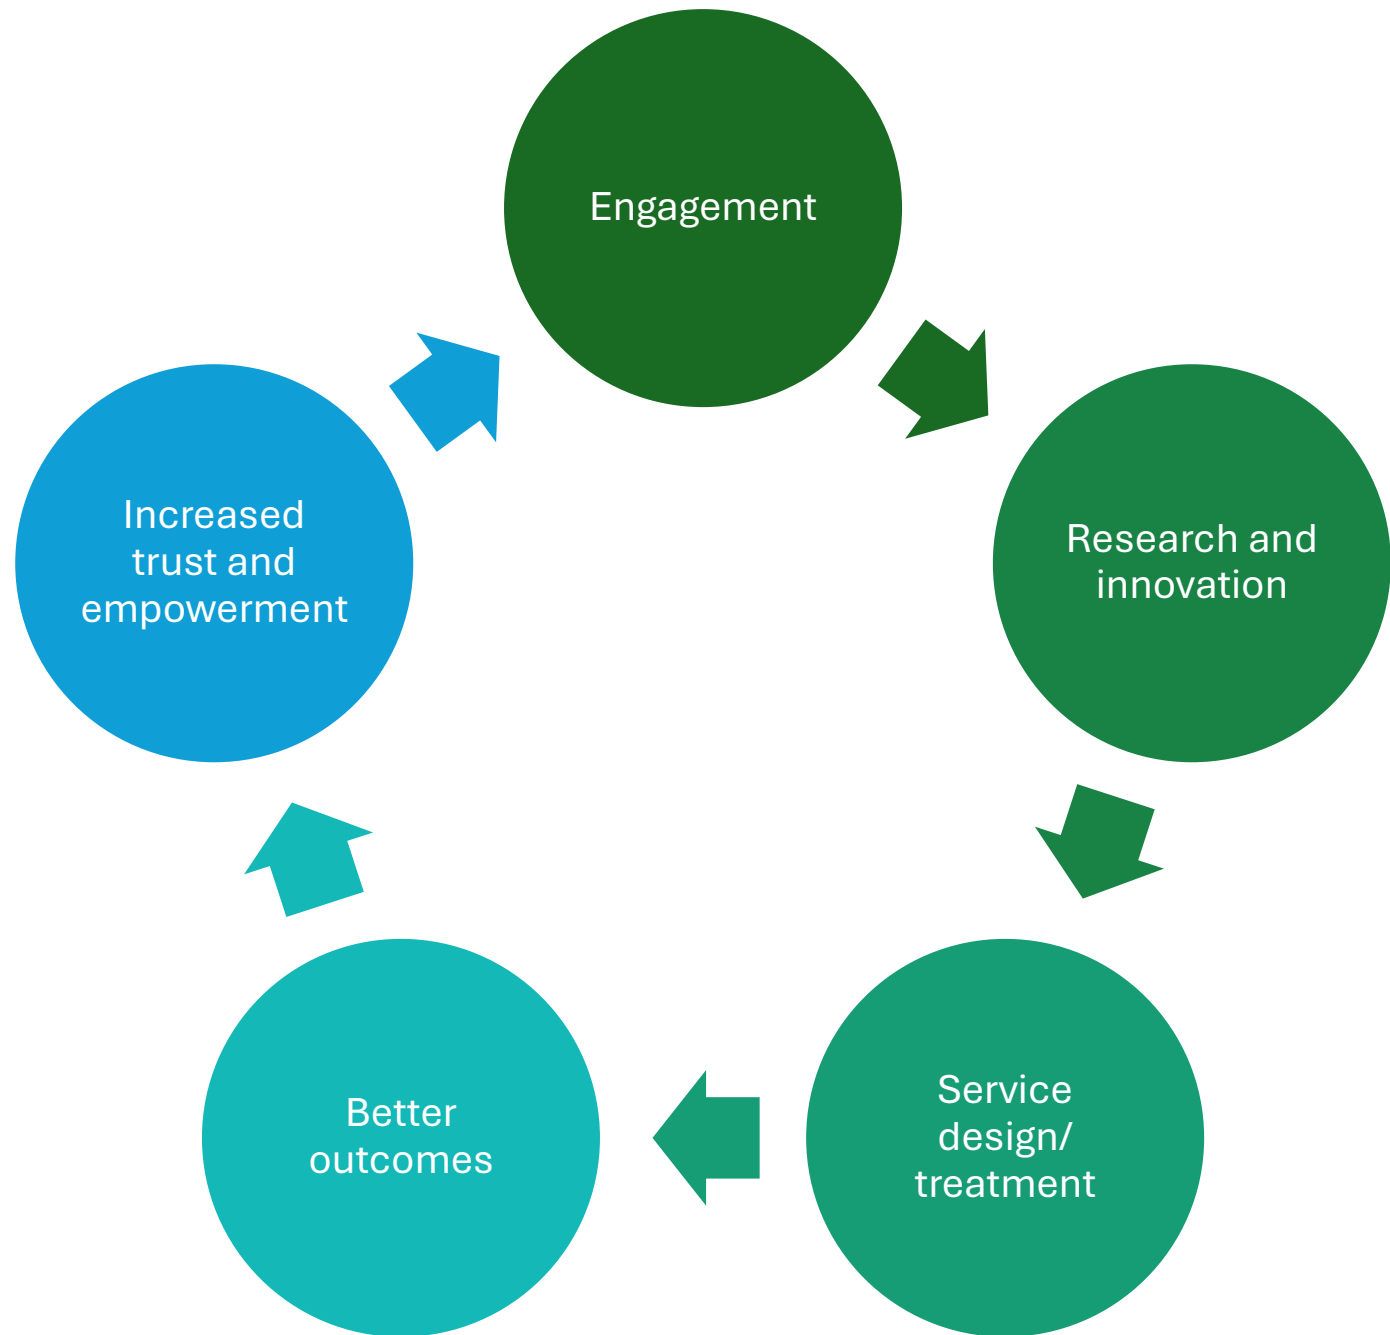 Engagement
Research and
innovation
Service
design/
treatment
Better
outcomes
Increased
trust and
empowerment